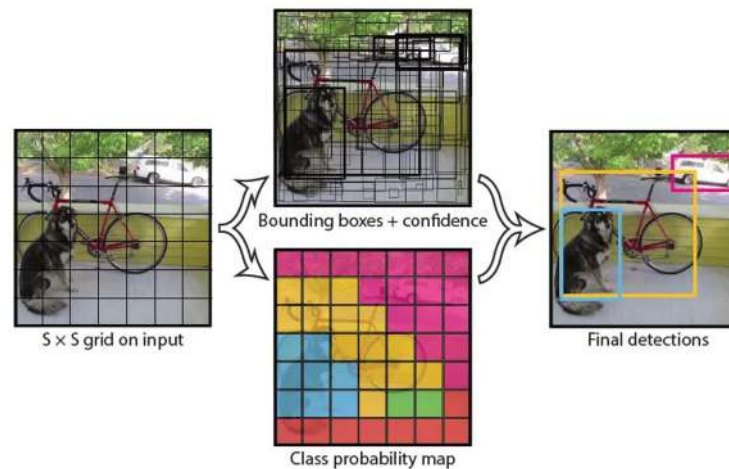 Bounding boxes + confidence
S × S grid on input
Final detections
Class probability map